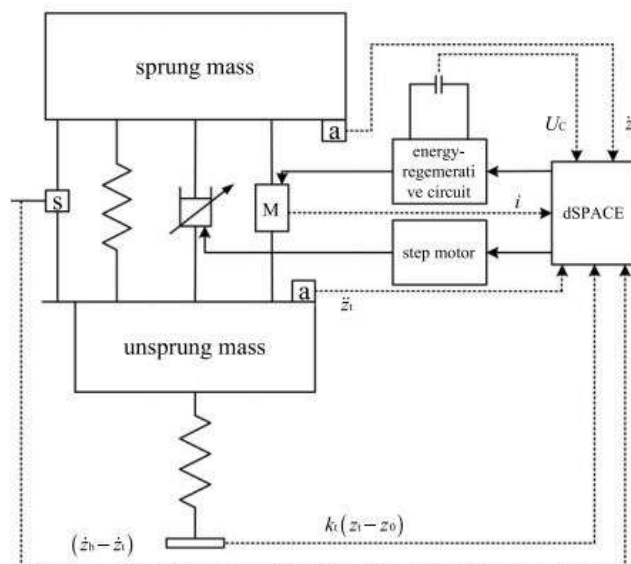 sprung mass
a
U_C
z̈
energy-
regemerati
ve circuit
s
M
i
dSPACE
step motor
a
z̈_t
unsprung mass
k_t(z_t − z_0)
(ż_b − ż_t)